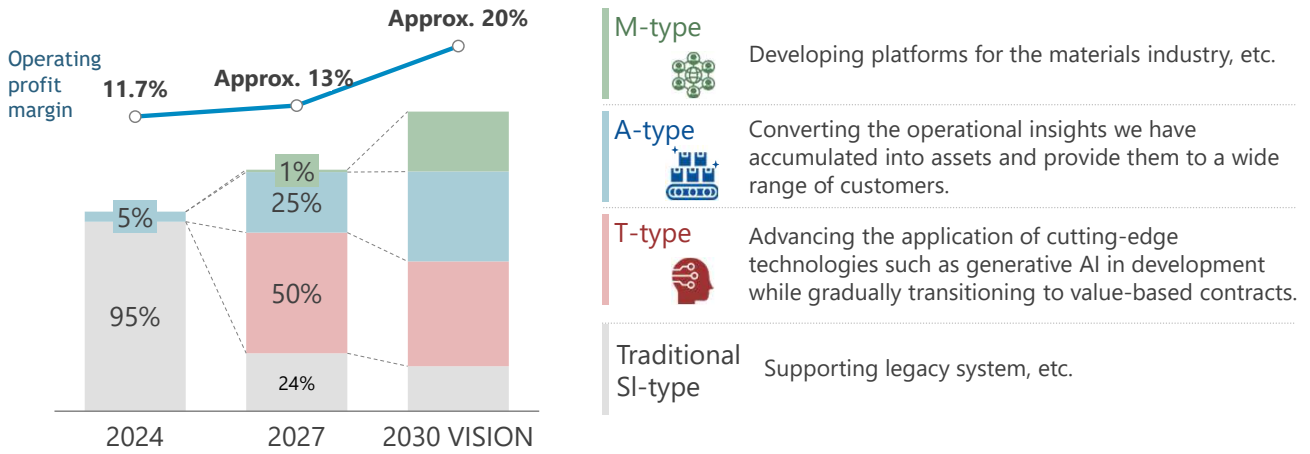 Approx. 20%
Operating
profit
margin
11.7%
Approx. 13%
1%
5%
25%
95%
50%
24%
2024
2027
2030 VISION
M-type
Developing platforms for the materials industry, etc.
A-type
Converting the operational insights we have
accumulated into assets and provide them to a wide
range of customers.
T-type
Advancing the application of cutting-edge
technologies such as generative AI in development
while gradually transitioning to value-based contracts.
Traditional
SI-type
Supporting legacy system, etc.